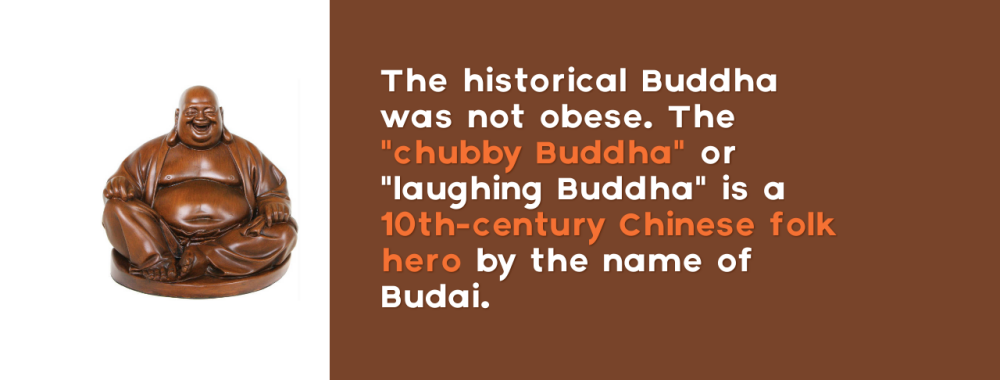 The historical Buddha
was not obese. The
"chubby Buddha" or
"laughing Buddha" is a
10th-century Chinese folk
hero by the name of
Budai.